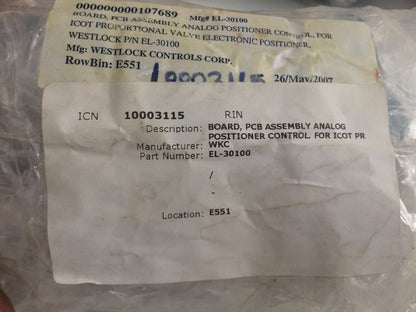 000000000107689 Mfg# EL-30100
BOARD, PCB ASSEMBLY ANALOG POSITIONER CONTROL, FOR
ICOT PROPORTIONAL VALVE ELECTRONIC POSITIONER,
WESTLOCK P/N EL-30100
Mfg: WESTLOCK CONTROLS CORP.
RowBin: E551
10003115
26/May/2007
ICN 10003115 RIN
Description: BOARD, PCB ASSEMBLY ANALOG
POSITIONER CONTROL. FOR ICOT PR
Manufacturer: WKC
Part Number: EL-30100
/
-
Location: E551